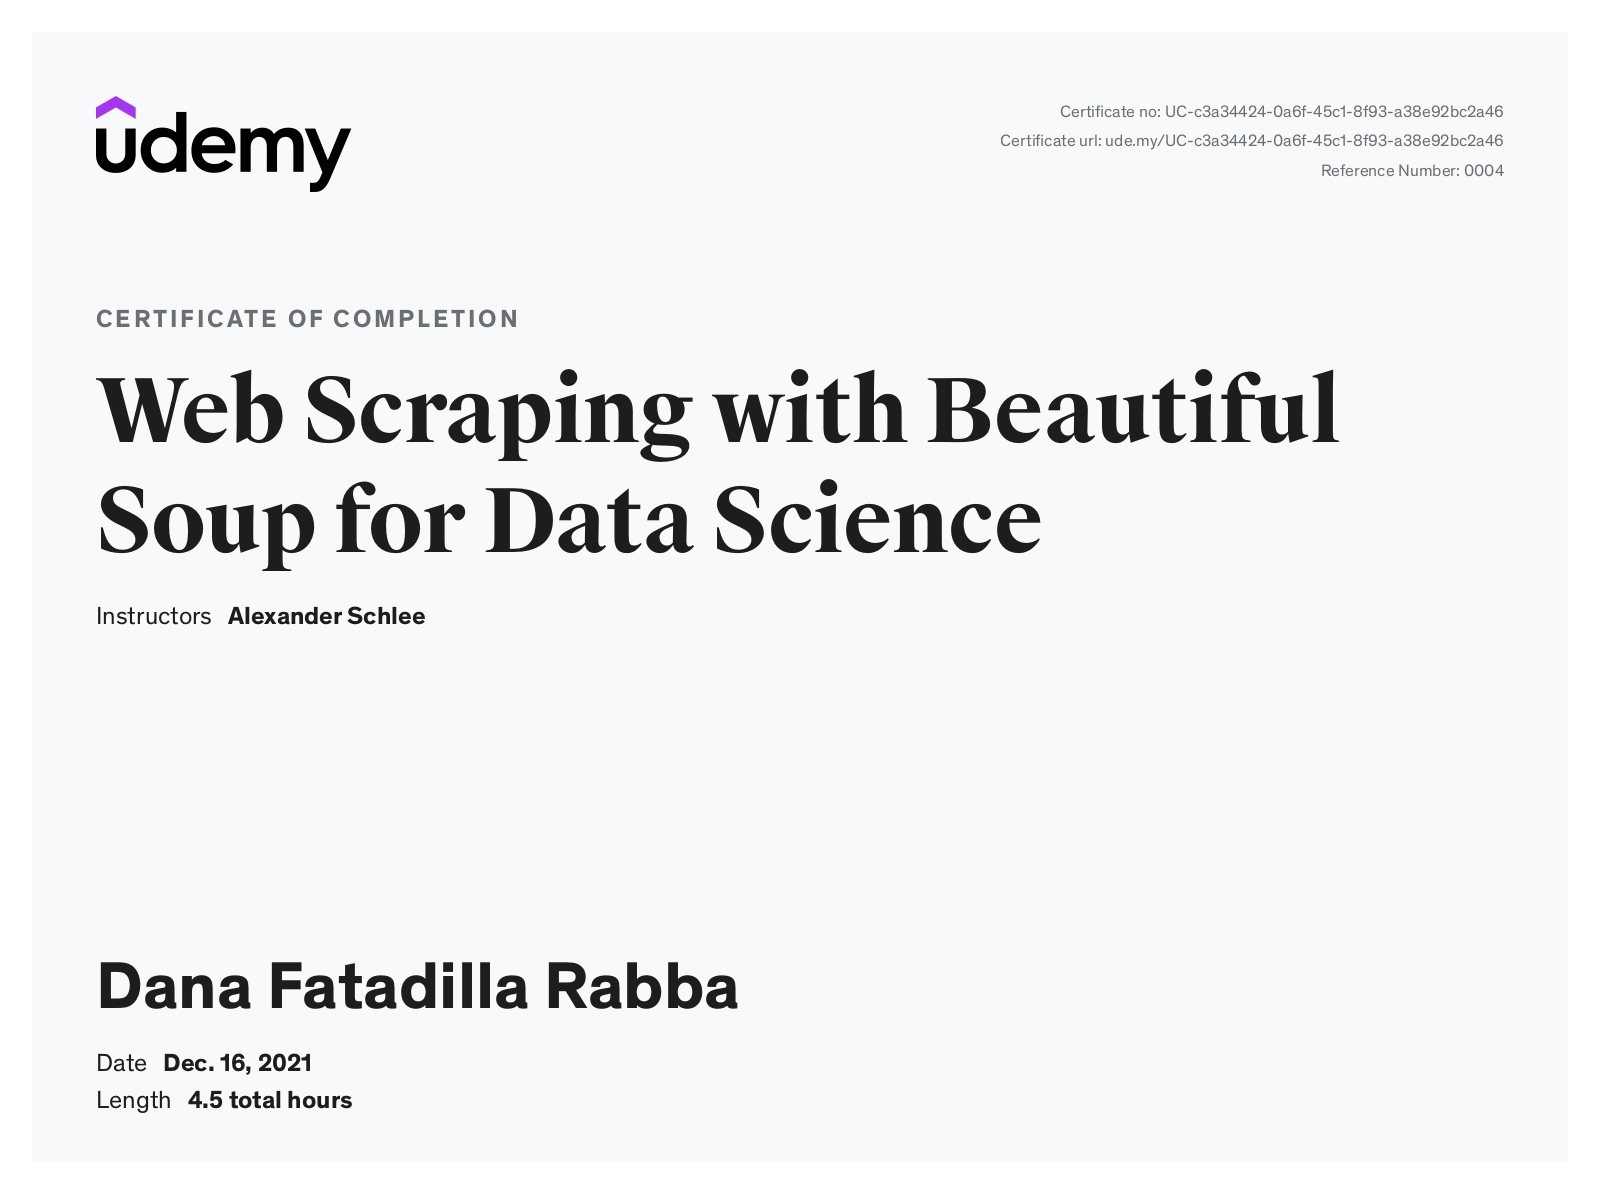 udemy
Certificate no: UC-c3a34424-0a6f-45c1-8f93-a38e92bc2a46
Certificate url: ude.my/UC-c3a34424-0a6f-45c1-8f93-a38e92bc2a46
Reference Number: 0004
CERTIFICATE OF COMPLETION
Web Scraping with Beautiful
Soup for Data Science
Instructors Alexander Schlee
Dana Fatadilla Rabba
Date Dec. 16, 2021
Length 4.5 total hours